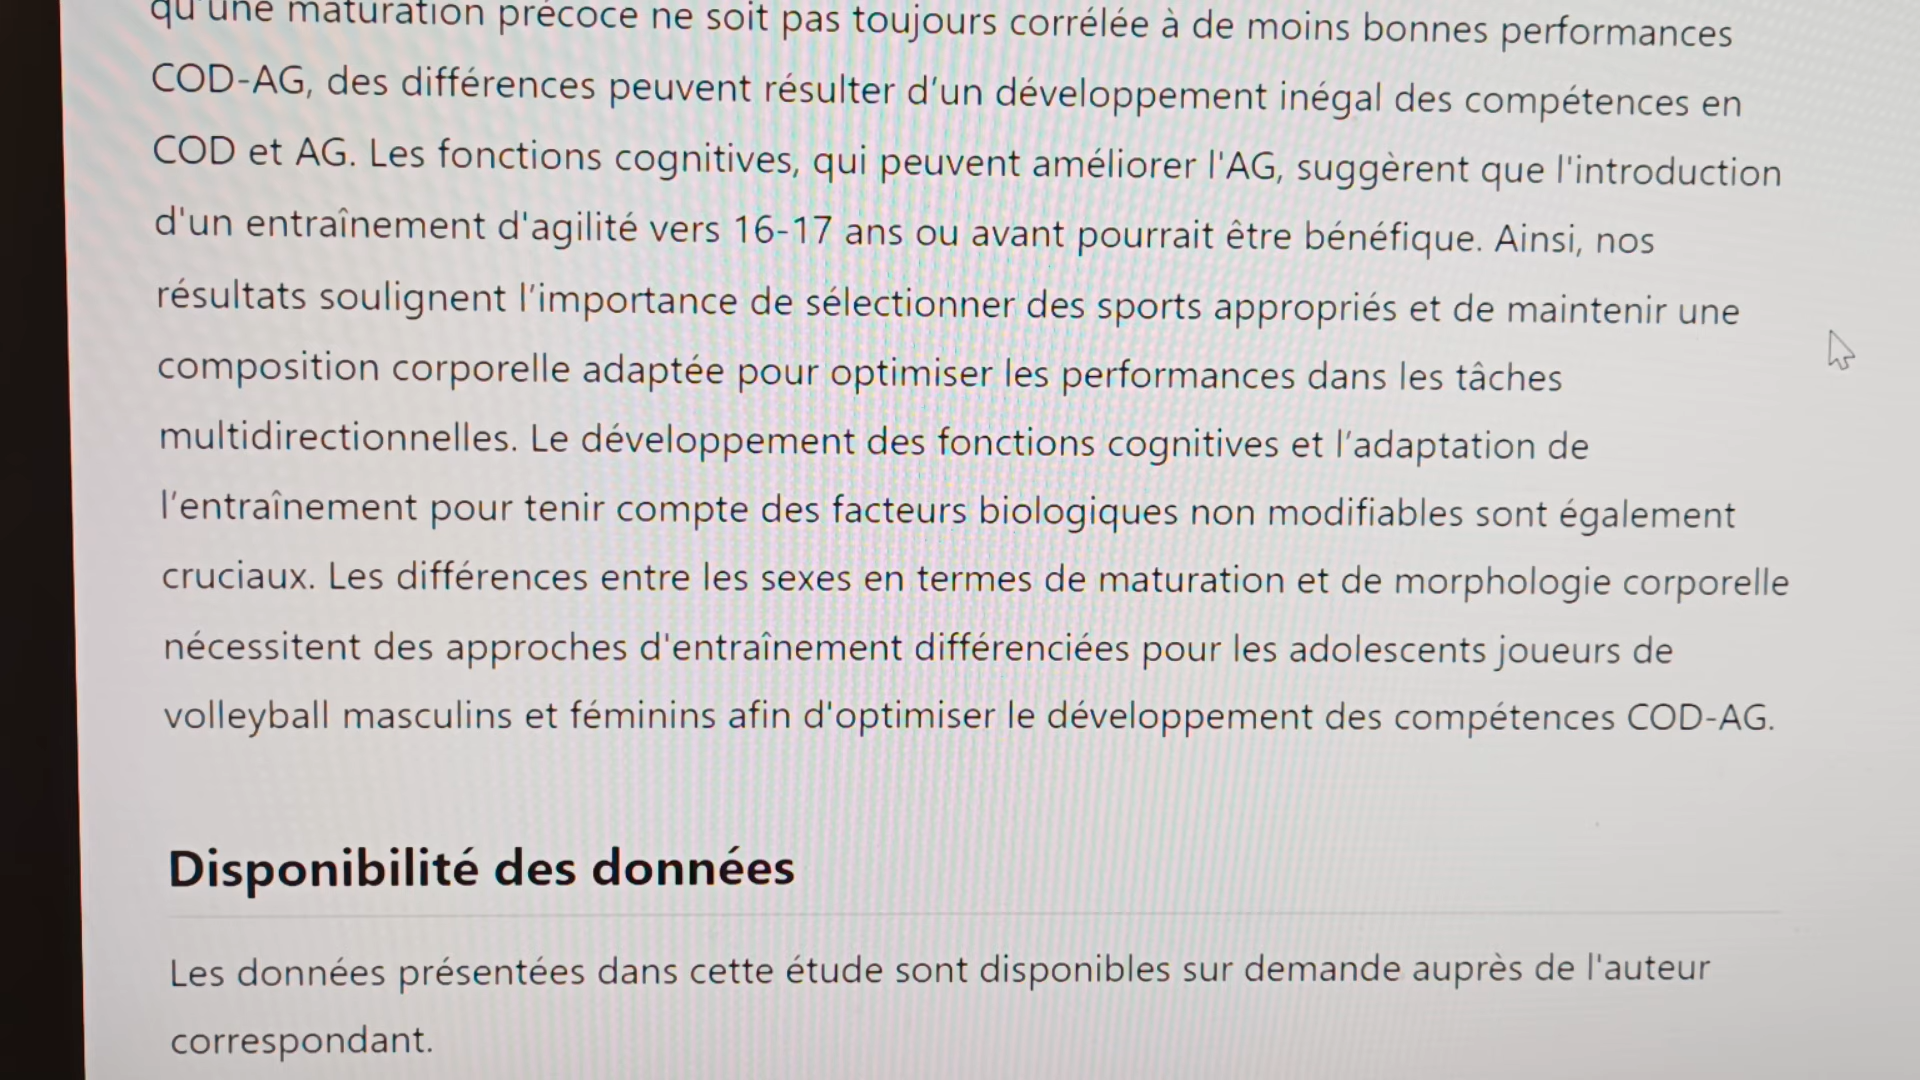 qu'une maturation précoce ne soit pas toujours corrélée à de moins bonnes performances
COD-AG, des différences peuvent résulter d’un développement inégal des compétences en
COD et AG. Les fonctions cognitives, qui peuvent améliorer l'AG, suggèrent que l'introduction
d'un entraînement d'agilité vers 16-17 ans ou avant pourrait être bénéfique. Ainsi, nos
résultats soulignent l’importance de sélectionner des sports appropriés et de maintenir une
composition corporelle adaptée pour optimiser les performances dans les tâches
multidirectionnelles. Le développement des fonctions cognitives et l’adaptation de
l’entraînement pour tenir compte des facteurs biologiques non modifiables sont également
cruciaux. Les différences entre les sexes en termes de maturation et de morphologie corporelle
nécessitent des approches d'entraînement différenciées pour les adolescents joueurs de
volleyball masculins et féminins afin d'optimiser le développement des compétences COD-AG.
Disponibilité des données
Les données présentées dans cette étude sont disponibles sur demande auprès de l'auteur
correspondant.